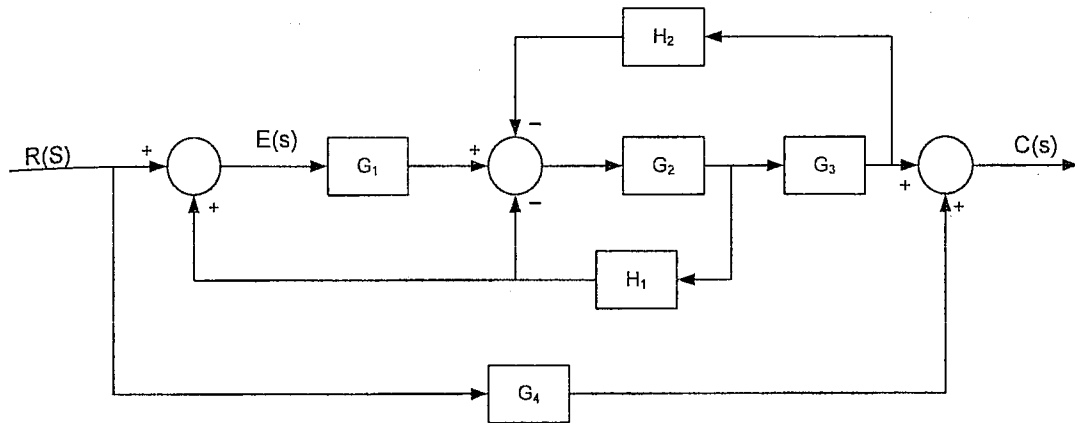 H₂
−
R(S)
+
E(s)
G₁
+
G₂
G₃
+
C(s)
+
−
+
H₁
G₄